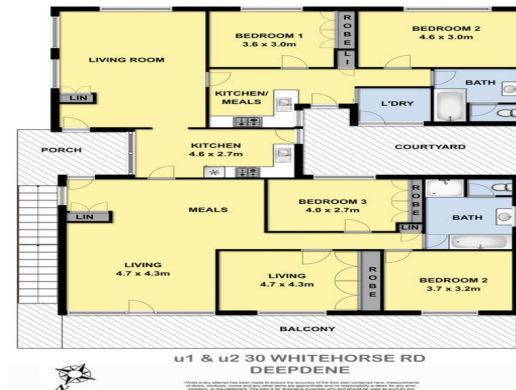 BEDROOM 1
3.6 x 3.0m
ROBE
LI
BEDROOM 2
4.6 x 3.0m
LIVING ROOM
KITCHEN/
MEALS
BATH
LIN
L'DRY
PORCH
KITCHEN
4.6 x 2.7m
COURTYARD
MEALS
BEDROOM 3
4.0 x 2.7m
ROBE
LIN
LIN
BATH
LIVING
4.7 x 4.3m
LIVING
4.7 x 4.3m
ROBE
BEDROOM 2
3.7 x 3.2m
BALCONY
u1 & u2 30 WHITEHORSE RD
DEEPDENE